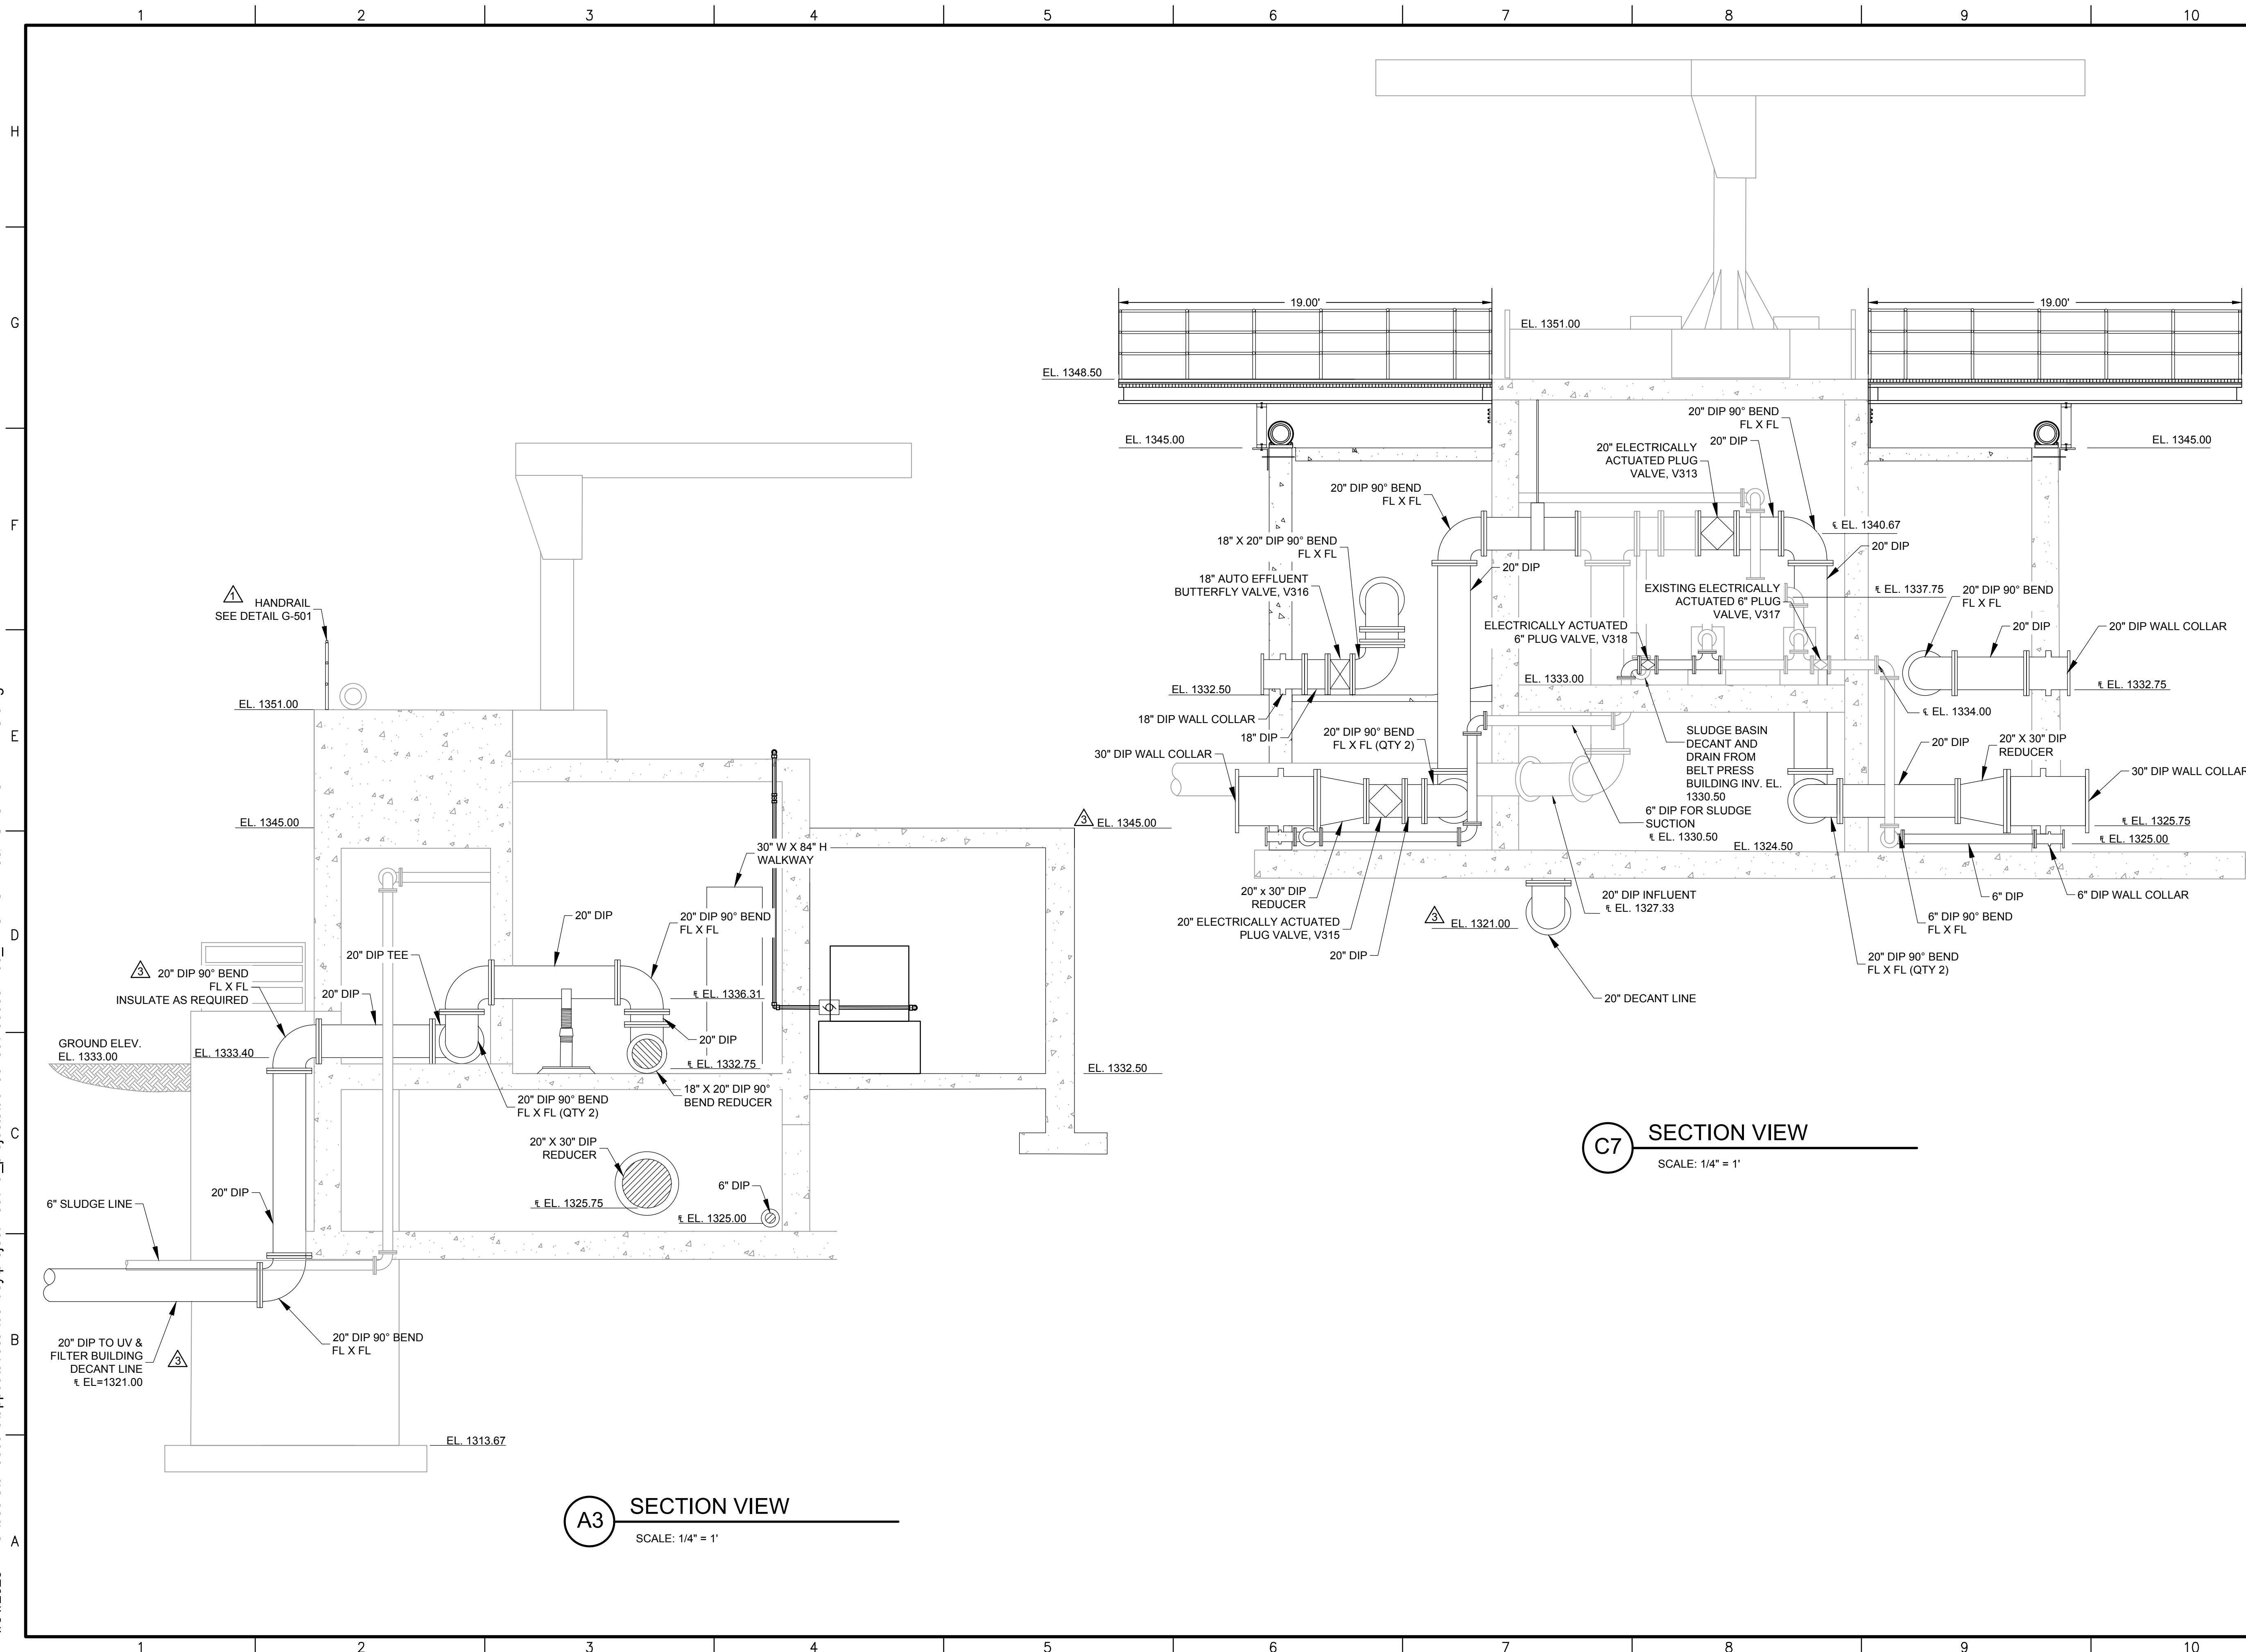 1 2 3 4 5 6 7 8 9 10
H
G
F
E
D
C
B
A
1
HANDRAIL
SEE DETAIL G-501
EL. 1351.00
EL. 1345.00
3
20" DIP 90° BEND
FL X FL
INSULATE AS REQUIRED
GROUND ELEV.
EL. 1333.00
EL. 1333.40
20" DIP
20" DIP TEE
20" DIP
20" DIP 90° BEND
FL X FL
30" W X 84" H
WALKWAY
3
EL. 1345.00
℄ EL. 1336.31
20" DIP
℄ EL. 1332.75
EL. 1332.50
18" X 20" DIP 90°
BEND REDUCER
20" DIP 90° BEND
FL X FL (QTY 2)
20" X 30" DIP
REDUCER
6" DIP
℄ EL. 1325.75
℄ EL. 1325.00
20" DIP
6" SLUDGE LINE
20" DIP TO UV &
FILTER BUILDING
DECANT LINE
℄ EL=1321.00
3
20" DIP 90° BEND
FL X FL
EL. 1313.67
A3
SECTION VIEW
SCALE: 1/4" = 1'
19.00'
19.00'
EL. 1351.00
EL. 1348.50
EL. 1345.00
EL. 1345.00
20" DIP 90° BEND
FL X FL
20" DIP
20" ELECTRICALLY
ACTUATED PLUG
VALVE, V313
20" DIP 90° BEND
FL X FL
℄ EL. 1340.67
20" DIP
18" X 20" DIP 90° BEND
FL X FL
18" AUTO EFFLUENT
BUTTERFLY VALVE, V316
20" DIP
EXISTING ELECTRICALLY
ACTUATED 6" PLUG
VALVE, V317
℄ EL. 1337.75
20" DIP 90° BEND
FL X FL
ELECTRICALLY ACTUATED
6" PLUG VALVE, V318
20" DIP
20" DIP WALL COLLAR
EL. 1332.50
EL. 1333.00
℄ EL. 1332.75
℄ EL. 1334.00
18" DIP WALL COLLAR
18" DIP
20" DIP 90° BEND
FL X FL (QTY 2)
30" DIP WALL COLLAR
SLUDGE BASIN
DECANT AND
DRAIN FROM
BELT PRESS
BUILDING INV. EL.
1330.50
6" DIP FOR SLUDGE
SUCTION
℄ EL. 1330.50
20" DIP
20" X 30" DIP
REDUCER
30" DIP WALL COLLAR
℄ EL. 1325.75
℄ EL. 1325.00
EL. 1324.50
20" x 30" DIP
REDUCER
20" ELECTRICALLY ACTUATED
PLUG VALVE, V315
20" DIP
3
EL. 1321.00
20" DIP INFLUENT
℄ EL. 1327.33
6" DIP
6" DIP WALL COLLAR
6" DIP 90° BEND
FL X FL
20" DIP 90° BEND
FL X FL (QTY 2)
20" DECANT LINE
C7
SECTION VIEW
SCALE: 1/4" = 1'
1 2 3 4 5 6 7 8 9 10